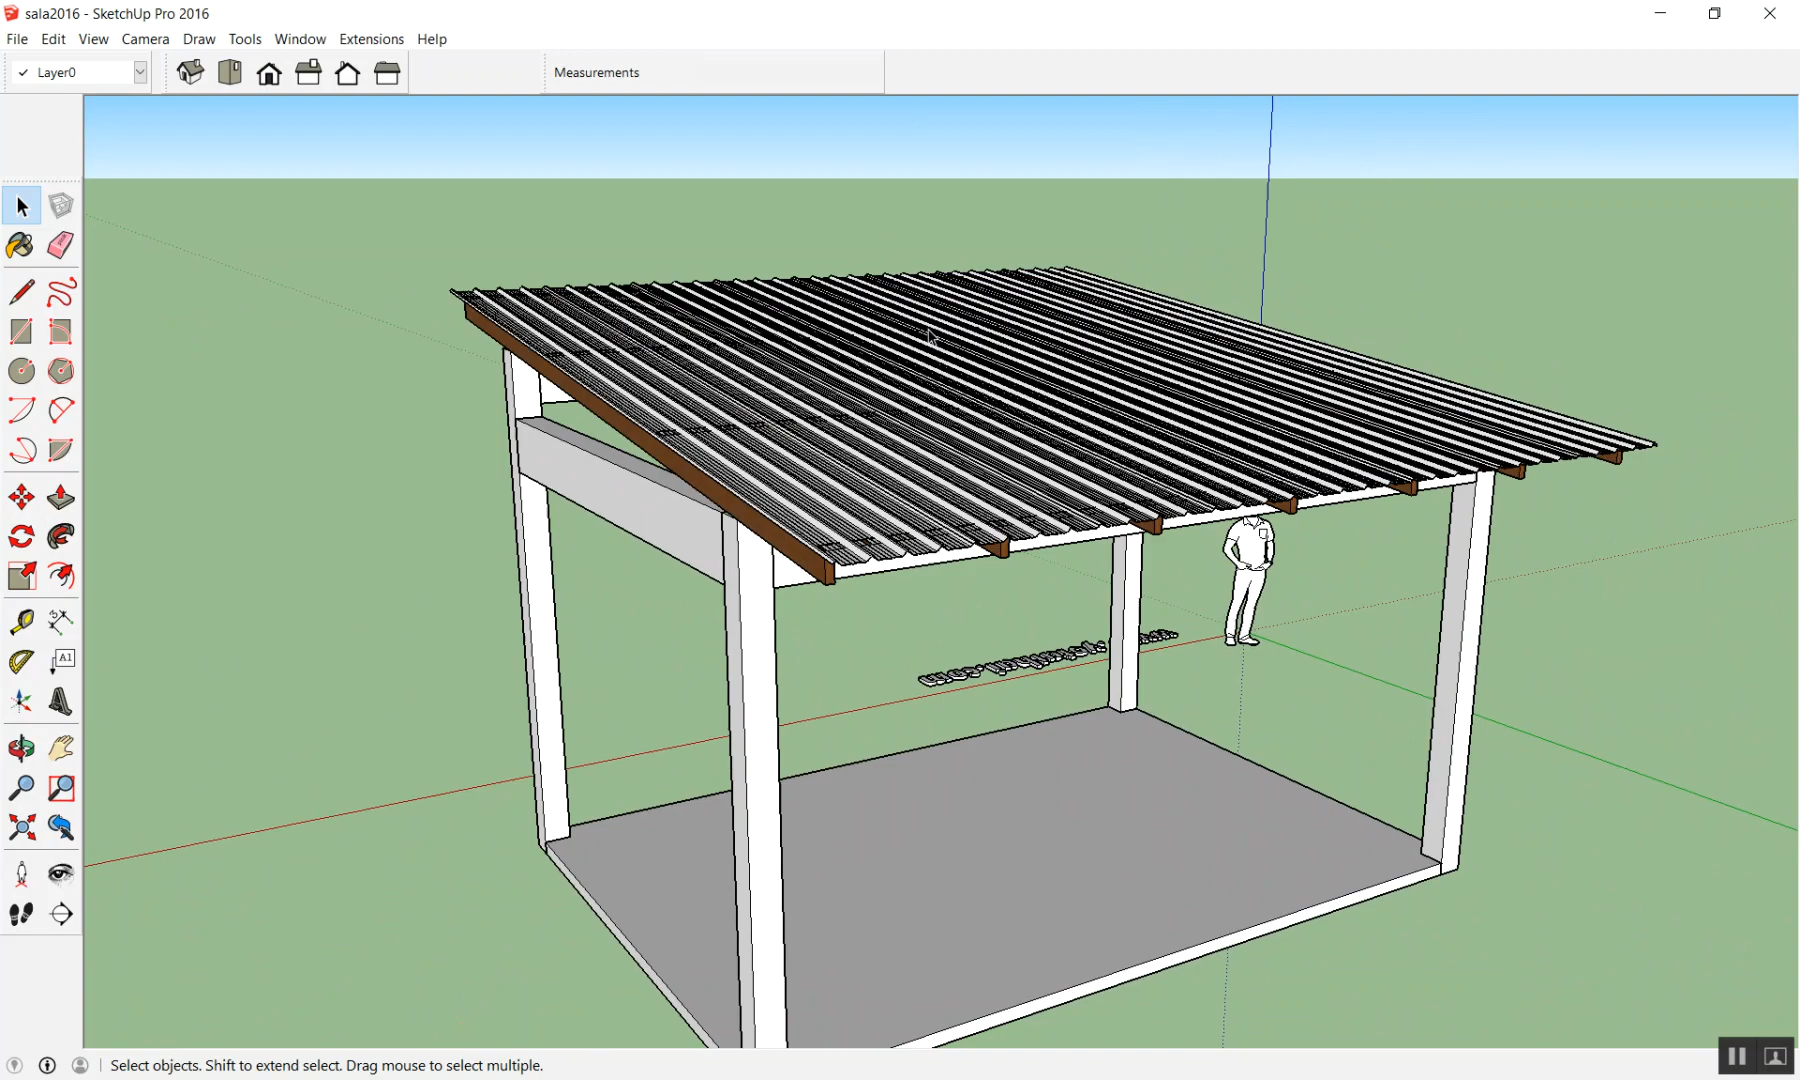 sala2016 - SketchUp Pro 2016
File Edit View Camera Draw Tools Window Extensions Help
Layer0
Measurements
A1
Select objects. Shift to extend select. Drag mouse to select multiple.